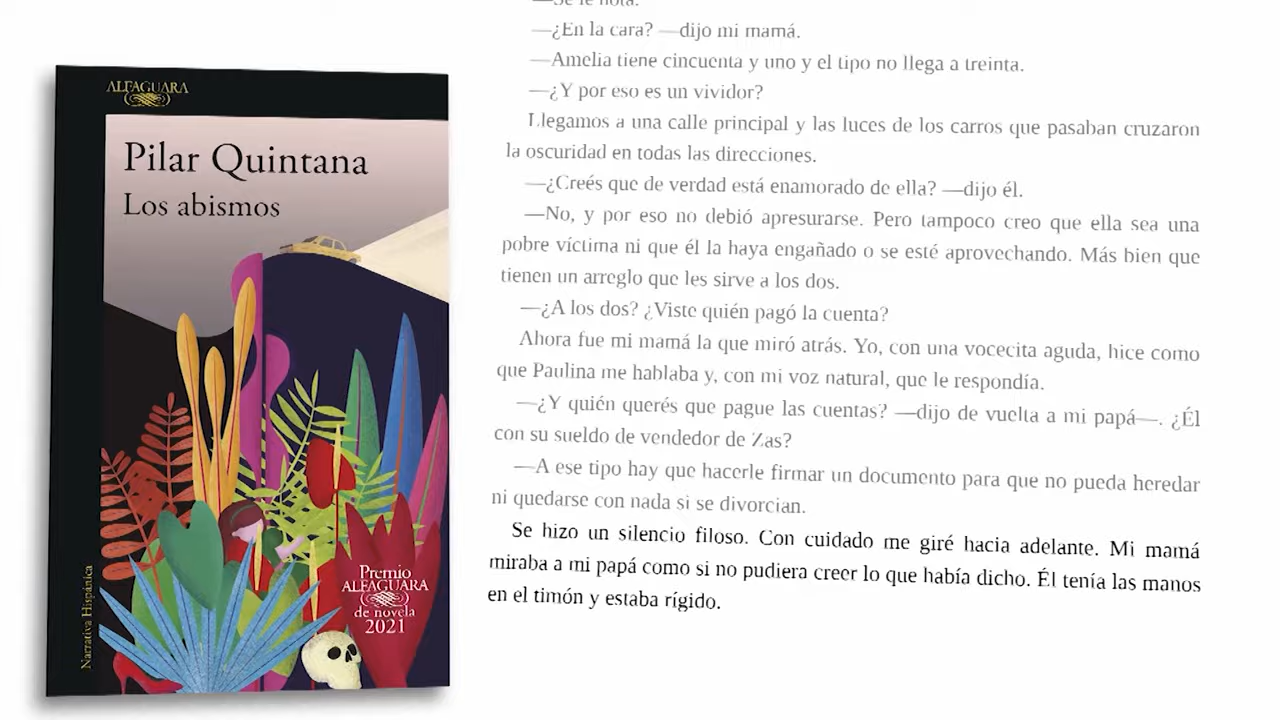 ALFAGUARA
Pilar Quintana
Los abismos
Narrativa Hispánica
Premio
ALFAGUARA
de novela
2021
—Se le nota.
—¿En la cara? —dijo mi mamá.
—Amelia tiene cincuenta y uno y el tipo no llega a treinta.
—¿Y por eso es un vividor?
Llegamos a una calle principal y las luces de los carros que pasaban cruzaron
la oscuridad en todas las direcciones.
—¿Creés que de verdad está enamorado de ella? —dijo él.
—No, y por eso no debió apresurarse. Pero tampoco creo que ella sea una
pobre víctima ni que él la haya engañado o se esté aprovechando. Más bien que
tienen un arreglo que les sirve a los dos.
—¿A los dos? ¿Viste quién pagó la cuenta?
Ahora fue mi mamá la que miró atrás. Yo, con una vocecita aguda, hice como
que Paulina me hablaba y, con mi voz natural, que le respondía.
—¿Y quién querés que pague las cuentas? —dijo de vuelta a mi papá—. ¿Él
con su sueldo de vendedor de Zas?
—A ese tipo hay que hacerle firmar un documento para que no pueda heredar
ni quedarse con nada si se divorcian.
Se hizo un silencio filoso. Con cuidado me giré hacia adelante. Mi mamá
miraba a mi papá como si no pudiera creer lo que había dicho. Él tenía las manos
en el timón y estaba rígido.